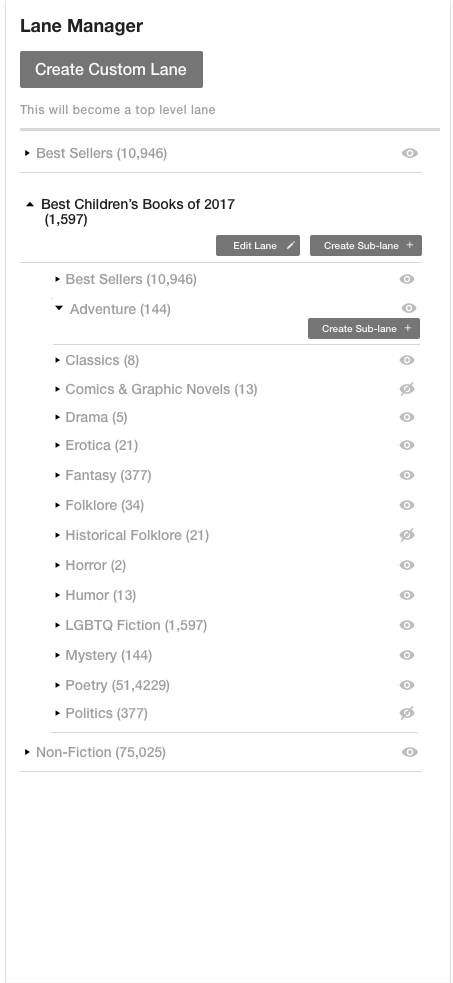 Lane Manager
Create Custom Lane
This will become a top level lane
Best Sellers (10,946)
Best Children's Books of 2017
(1,597)
Edit Lane
Create Sub-lane +
Best Sellers (10,946)
Adventure (144)
Create Sub-lane +
Classics (8)
Comics & Graphic Novels (13)
Drama (5)
Erotica (21)
Fantasy (377)
Folklore (34)
Historical Folklore (21)
Horror (2)
Humor (13)
LGBTQ Fiction (1,597)
Mystery (144)
Poetry (51,4229)
Politics (377)
Non-Fiction (75,025)